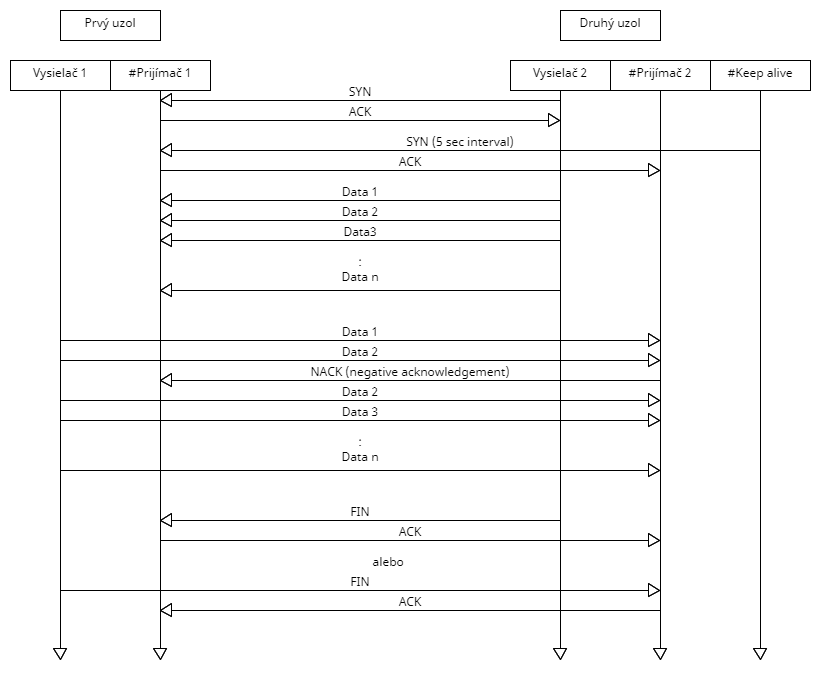 Prvý uzol
Druhý uzol
Vysielač 1
#Prijímač 1
Vysielač 2
#Prijímač 2
#Keep alive
SYN
ACK
SYN (5 sec interval)
ACK
Data 1
Data 2
Data3
:
Data n
Data 1
Data 2
NACK (negative acknowledgement)
Data 2
Data 3
:
Data n
FIN
ACK
alebo
FIN
ACK